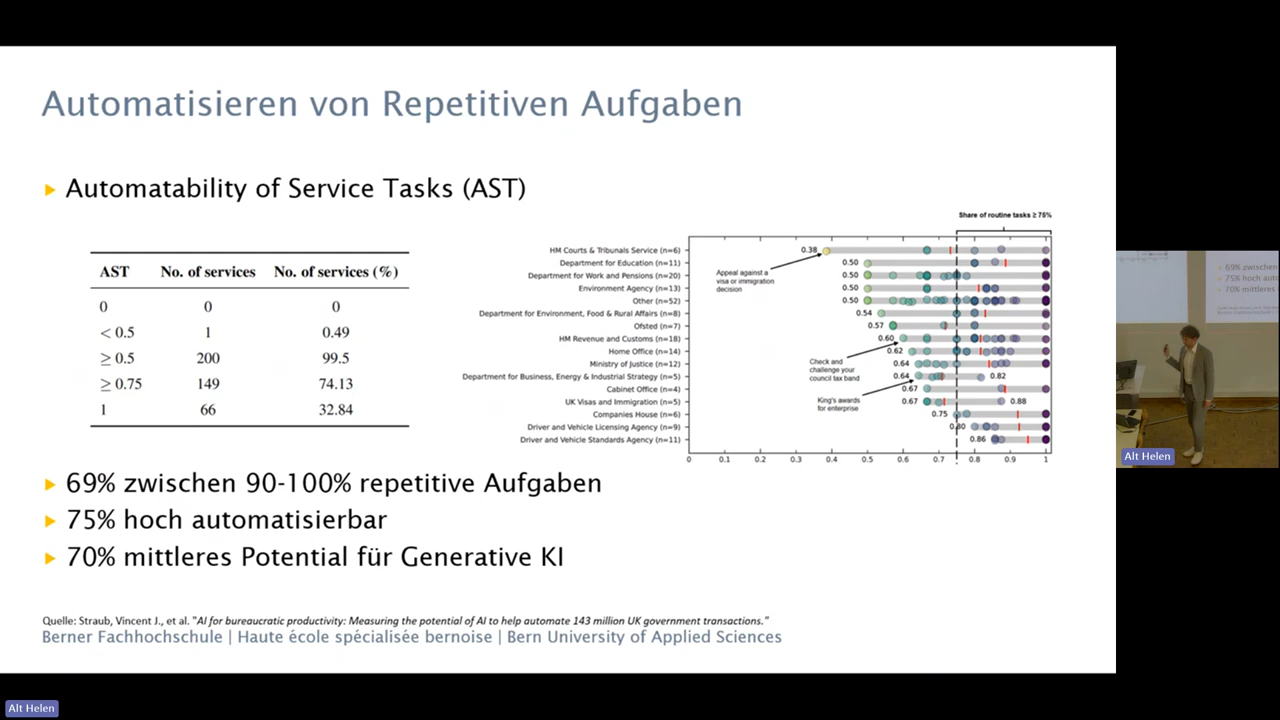 Automatisieren von Repetitiven Aufgaben
Automatability of Service Tasks (AST)
AST No. of services No. of services (%)
0 0 0
< 0.5 1 0.49
≥ 0.5 200 99.5
≥ 0.75 149 74.13
1 66 32.84
Share of routine tasks ≥ 75%
HM Courts & Tribunals Service (n=6) 0.38
Department for Education (n=11) 0.50
Department for Work and Pensions (n=20) 0.50
Environment Agency (n=13) 0.50
Other (n=52) 0.50
Department for Environment, Food & Rural Affairs (n=8) 0.54
Ofsted (n=7) 0.57
HM Revenue and Customs (n=18) 0.60
Home Office (n=14) 0.62
Ministry of Justice (n=12) 0.64
Department for Business, Energy & Industrial Strategy (n=5) 0.64 0.82
Cabinet Office (n=4) 0.67
UK Visas and Immigration (n=5) 0.67 0.88
Companies House (n=6) 0.75
Driver and Vehicle Licensing Agency (n=9) 0.80
Driver and Vehicle Standards Agency (n=11) 0.86
Appeal against a
visa or immigration
decision
Check and
challenge your
council tax band
King's awards
for enterprise
0 0.1 0.2 0.3 0.4 0.5 0.6 0.7 0.8 0.9 1
69% zwischen 90-100% repetitive Aufgaben
75% hoch automatisierbar
70% mittleres Potential für Generative KI
Quelle: Straub, Vincent J., et al. "AI for bureaucratic productivity: Measuring the potential of AI to help automate 143 million UK government transactions."
Berner Fachhochschule | Haute école spécialisée bernoise | Bern University of Applied Sciences
69% zwischen
75% hoch auto
70% mittleres
Alt Helen
Alt Helen